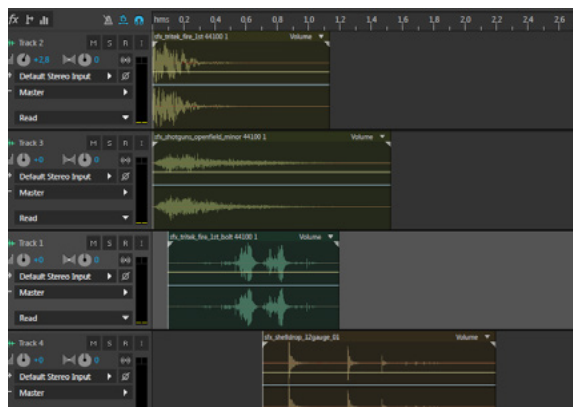 fx
hms 0,2 0,4 0,6 0,8 1,0 1,2 1,4 1,6 1,8 2,0 2,2 2,4 2,6
Track 2 M S R I
+2,8 0
Default Stereo Input
Master
Read
sfx_tritek_fire_1st 44100 1 Volume
Track 3 M S R I
+0 0
Default Stereo Input
Master
Read
sfx_shotguns_openfield_minor 44100 1 Volume
Track 1 M S R I
+0 0
Default Stereo Input
Master
Read
sfx_tritek_fire_1st_bolt 44100 1 Volume
Track 4 M S R I
+0 0
Default Stereo Input
Master
sfx_shelldrop_12gauge_01 Volume